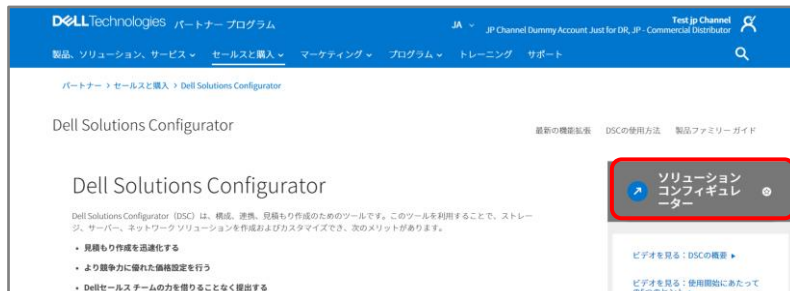 DELLTechnologies パートナー プログラム
JA
Test jp Channel
JP Channel Dummy Account Just for DR, JP - Commercial Distributor
製品、ソリューション、サービス セールスと購入 マーケティング プログラム トレーニング サポート
パートナー > セールスと購入 > Dell Solutions Configurator
Dell Solutions Configurator
最新の機能拡張 DSCの使用方法 製品ファミリー ガイド
Dell Solutions Configurator
Dell Solutions Configurator（DSC）は、構成、連携、見積もり作成のためのツールです。このツールを利用することで、ストレー
ジ、サーバー、ネットワーク ソリューションを作成およびカスタマイズでき、次のメリットがあります。
• 見積もり作成を迅速化する
• より競争力に優れた価格設定を行う
• Dellセールス チームの力を借りることなく提出する
ソリューション
コンフィギュレ
ーター
ビデオを見る：DSCの概要
ビデオを見る：使用開始にあたって